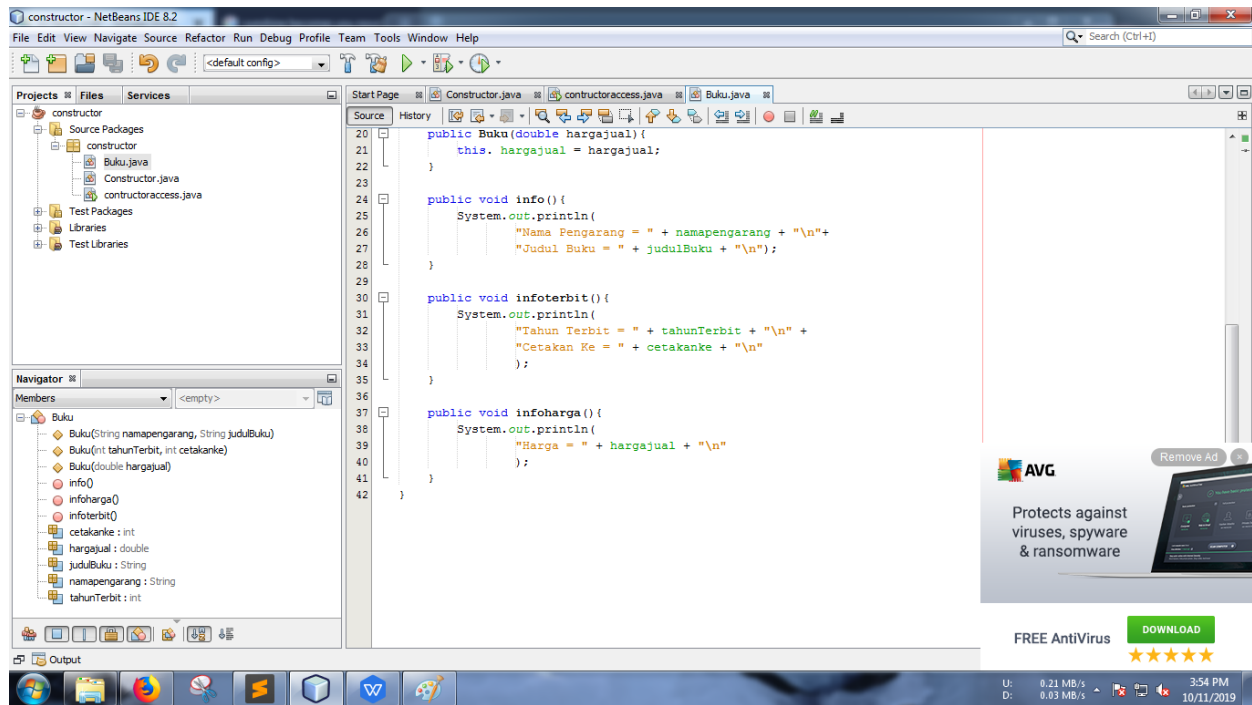 constructor - NetBeans IDE 8.2
File Edit View Navigate Source Refactor Run Debug Profile Team Tools Window Help
Search (Ctrl+I)
<default config>
Projects Files Services
Start Page Constructor.java contructoraccess.java Buku.java
constructor
Source Packages
constructor
Buku.java
Constructor.java
contructoraccess.java
Test Packages
Libraries
Test Libraries
Source History
20 public Buku(double hargajual){
21 this. hargajual = hargajual;
22 }
23
24 public void info(){
25 System.out.println(
26 "Nama Pengarang = " + namapengarang + "\n"+
27 "Judul Buku = " + judulBuku + "\n");
28 }
29
30 public void infoterbit(){
31 System.out.println(
32 "Tahun Terbit = " + tahunTerbit + "\n" +
33 "Cetakan Ke = " + cetakanke + "\n"
34 );
35 }
36
37 public void infoharga(){
38 System.out.println(
39 "Harga = " + hargajual + "\n"
40 );
41 }
42 }
Navigator
Members <empty>
Buku
Buku(String namapengarang, String judulBuku)
Buku(int tahunTerbit, int cetakanke)
Buku(double hargajual)
info()
infoharga()
infoterbit()
cetakanke : int
hargajual : double
judulBuku : String
namapengarang : String
tahunTerbit : int
Output
Remove Ad
AVG
Protects against
viruses, spyware
& ransomware
FREE AntiVirus
DOWNLOAD
U: 0.21 MB/s
D: 0.03 MB/s
3:54 PM
10/11/2019